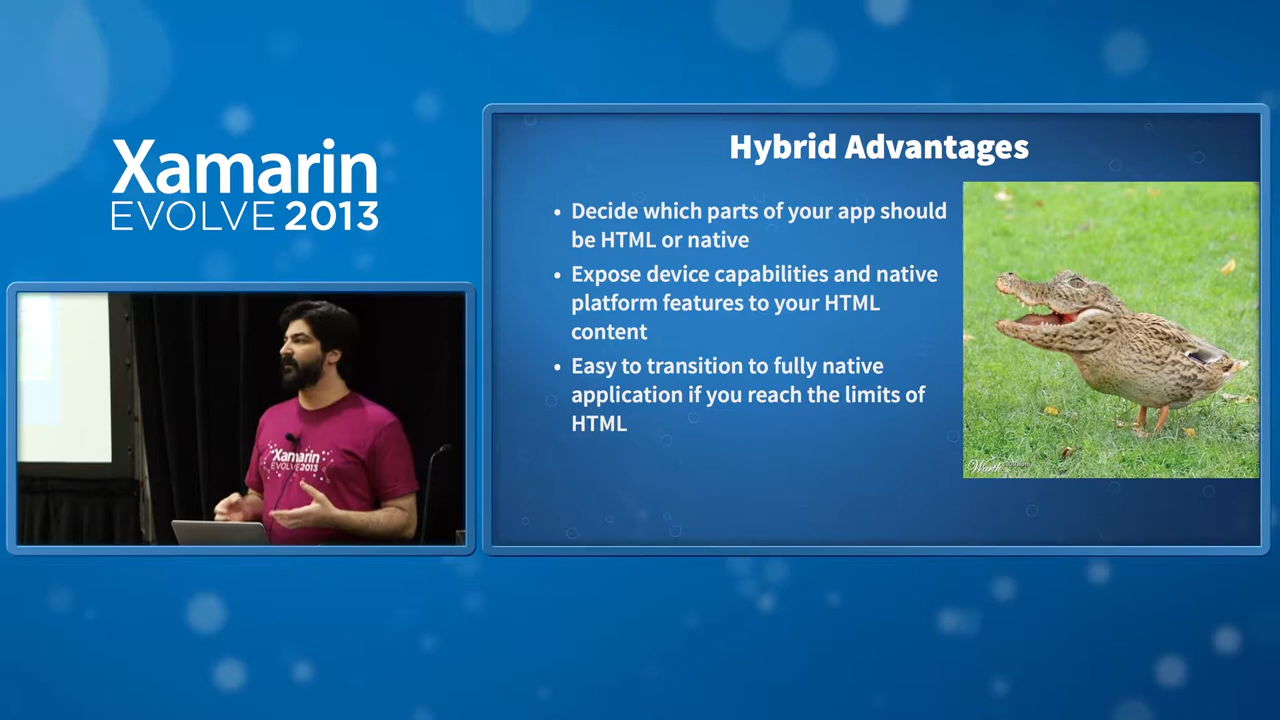 Xamarin
EVOLVE 2013
Hybrid Advantages
• Decide which parts of your app should
be HTML or native
• Expose device capabilities and native
platform features to your HTML
content
• Easy to transition to fully native
application if you reach the limits of
HTML
Xamarin
EVOLVE 2013
Worth